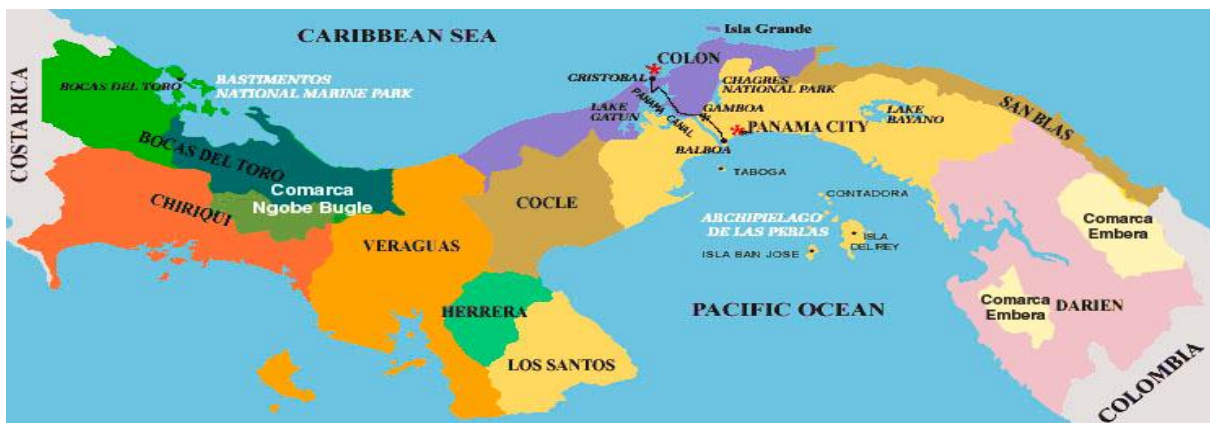 CARIBBEAN SEA
Isla Grande
COLON
CRISTOBAL
BOCAS DEL TORO
BASTIMENTOS
NATIONAL MARINE PARK
CHAGRES
NATIONAL PARK
COSTA RICA
LAKE
GATUN
PANAMA CANAL
GAMBOA
LAKE
BAYANO
SAN BLAS
PANAMA CITY
BALBOA
BOCAS DEL TORO
TABOGA
Comarca
Ngobe Bugle
CHIRIQUI
COCLE
CONTADORA
ARCHIPIELAGO
DE LAS PERLAS
Comarca
Embera
VERAGUAS
ISLA
DEL REY
ISLA SAN JOSE
HERRERA
PACIFIC OCEAN
Comarca
Embera
DARIEN
LOS SANTOS
COLOMBIA